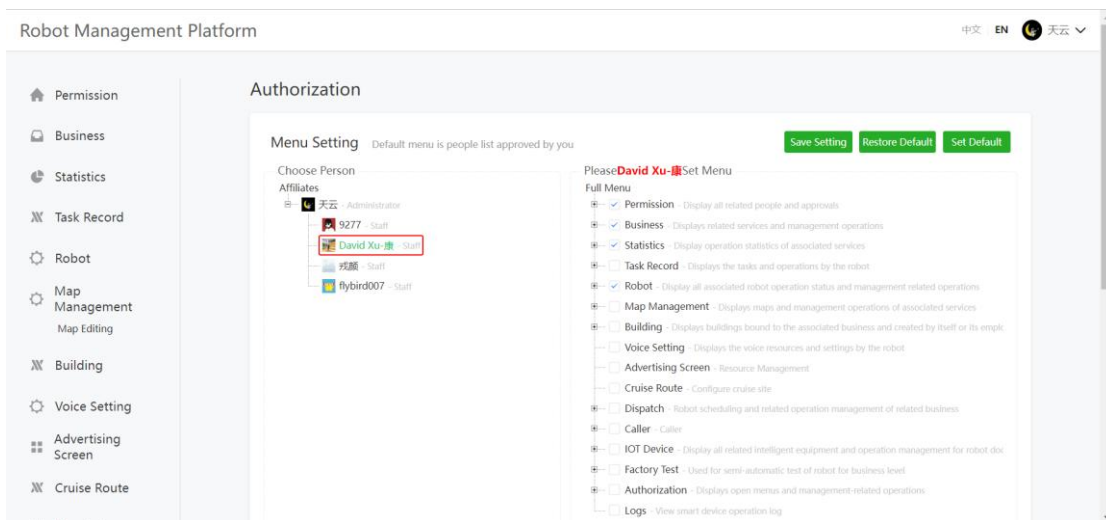 Robot Management Platform
中文 EN 天云
Permission
Business
Statistics
Task Record
Robot
Map
Management
Map Editing
Building
Voice Setting
Advertising
Screen
Cruise Route
Authorization
Menu Setting Default menu is people list approved by you
Save Setting Restore Default Set Default
Choose Person
Affiliates
天云 - Administrator
9277 - Staff
David Xu-康 - Staff
戎颜 - Staff
flybird007 - Staff
PleaseDavid Xu-康Set Menu
Full Menu
Permission - Display all related people and approvals
Business - Displays related services and management operations
Statistics - Display operation statistics of associated services
Task Record - Displays the tasks and operations by the robot
Robot - Display all associated robot operation status and management related operations
Map Management - Displays maps and management operations of associated services
Building - Displays buildings bound to the associated business and created by itself or its emplc
Voice Setting - Displays the voice resources and settings by the robot
Advertising Screen - Resource Management
Cruise Route - Configure cruise site
Dispatch - Robot scheduling and related operation management of related business
Caller - Caller
IOT Device - Display all related intelligent equipment and operation management for robot doc
Factory Test - Used for semi-automatic test of robot for business level
Authorization - Displays open menus and management-related operations
Logs - View smart device operation log